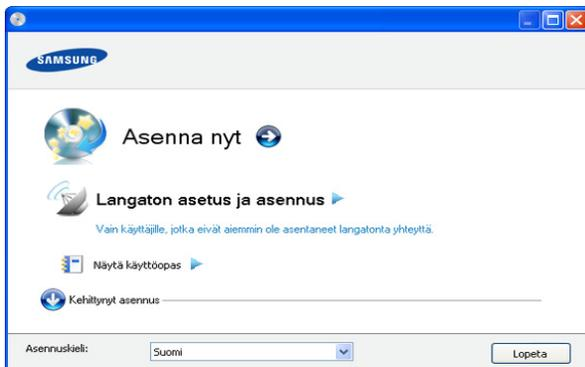 SAMSUNG
Asenna nyt
Langaton asetus ja asennus
Vain käyttäjille, jotka eivät aiemmin ole asentaneet langatonta yhteyttä.
Näytä käyttöopas
Kehittynyt asennus
Asennuskieli:
Suomi
Lopeta